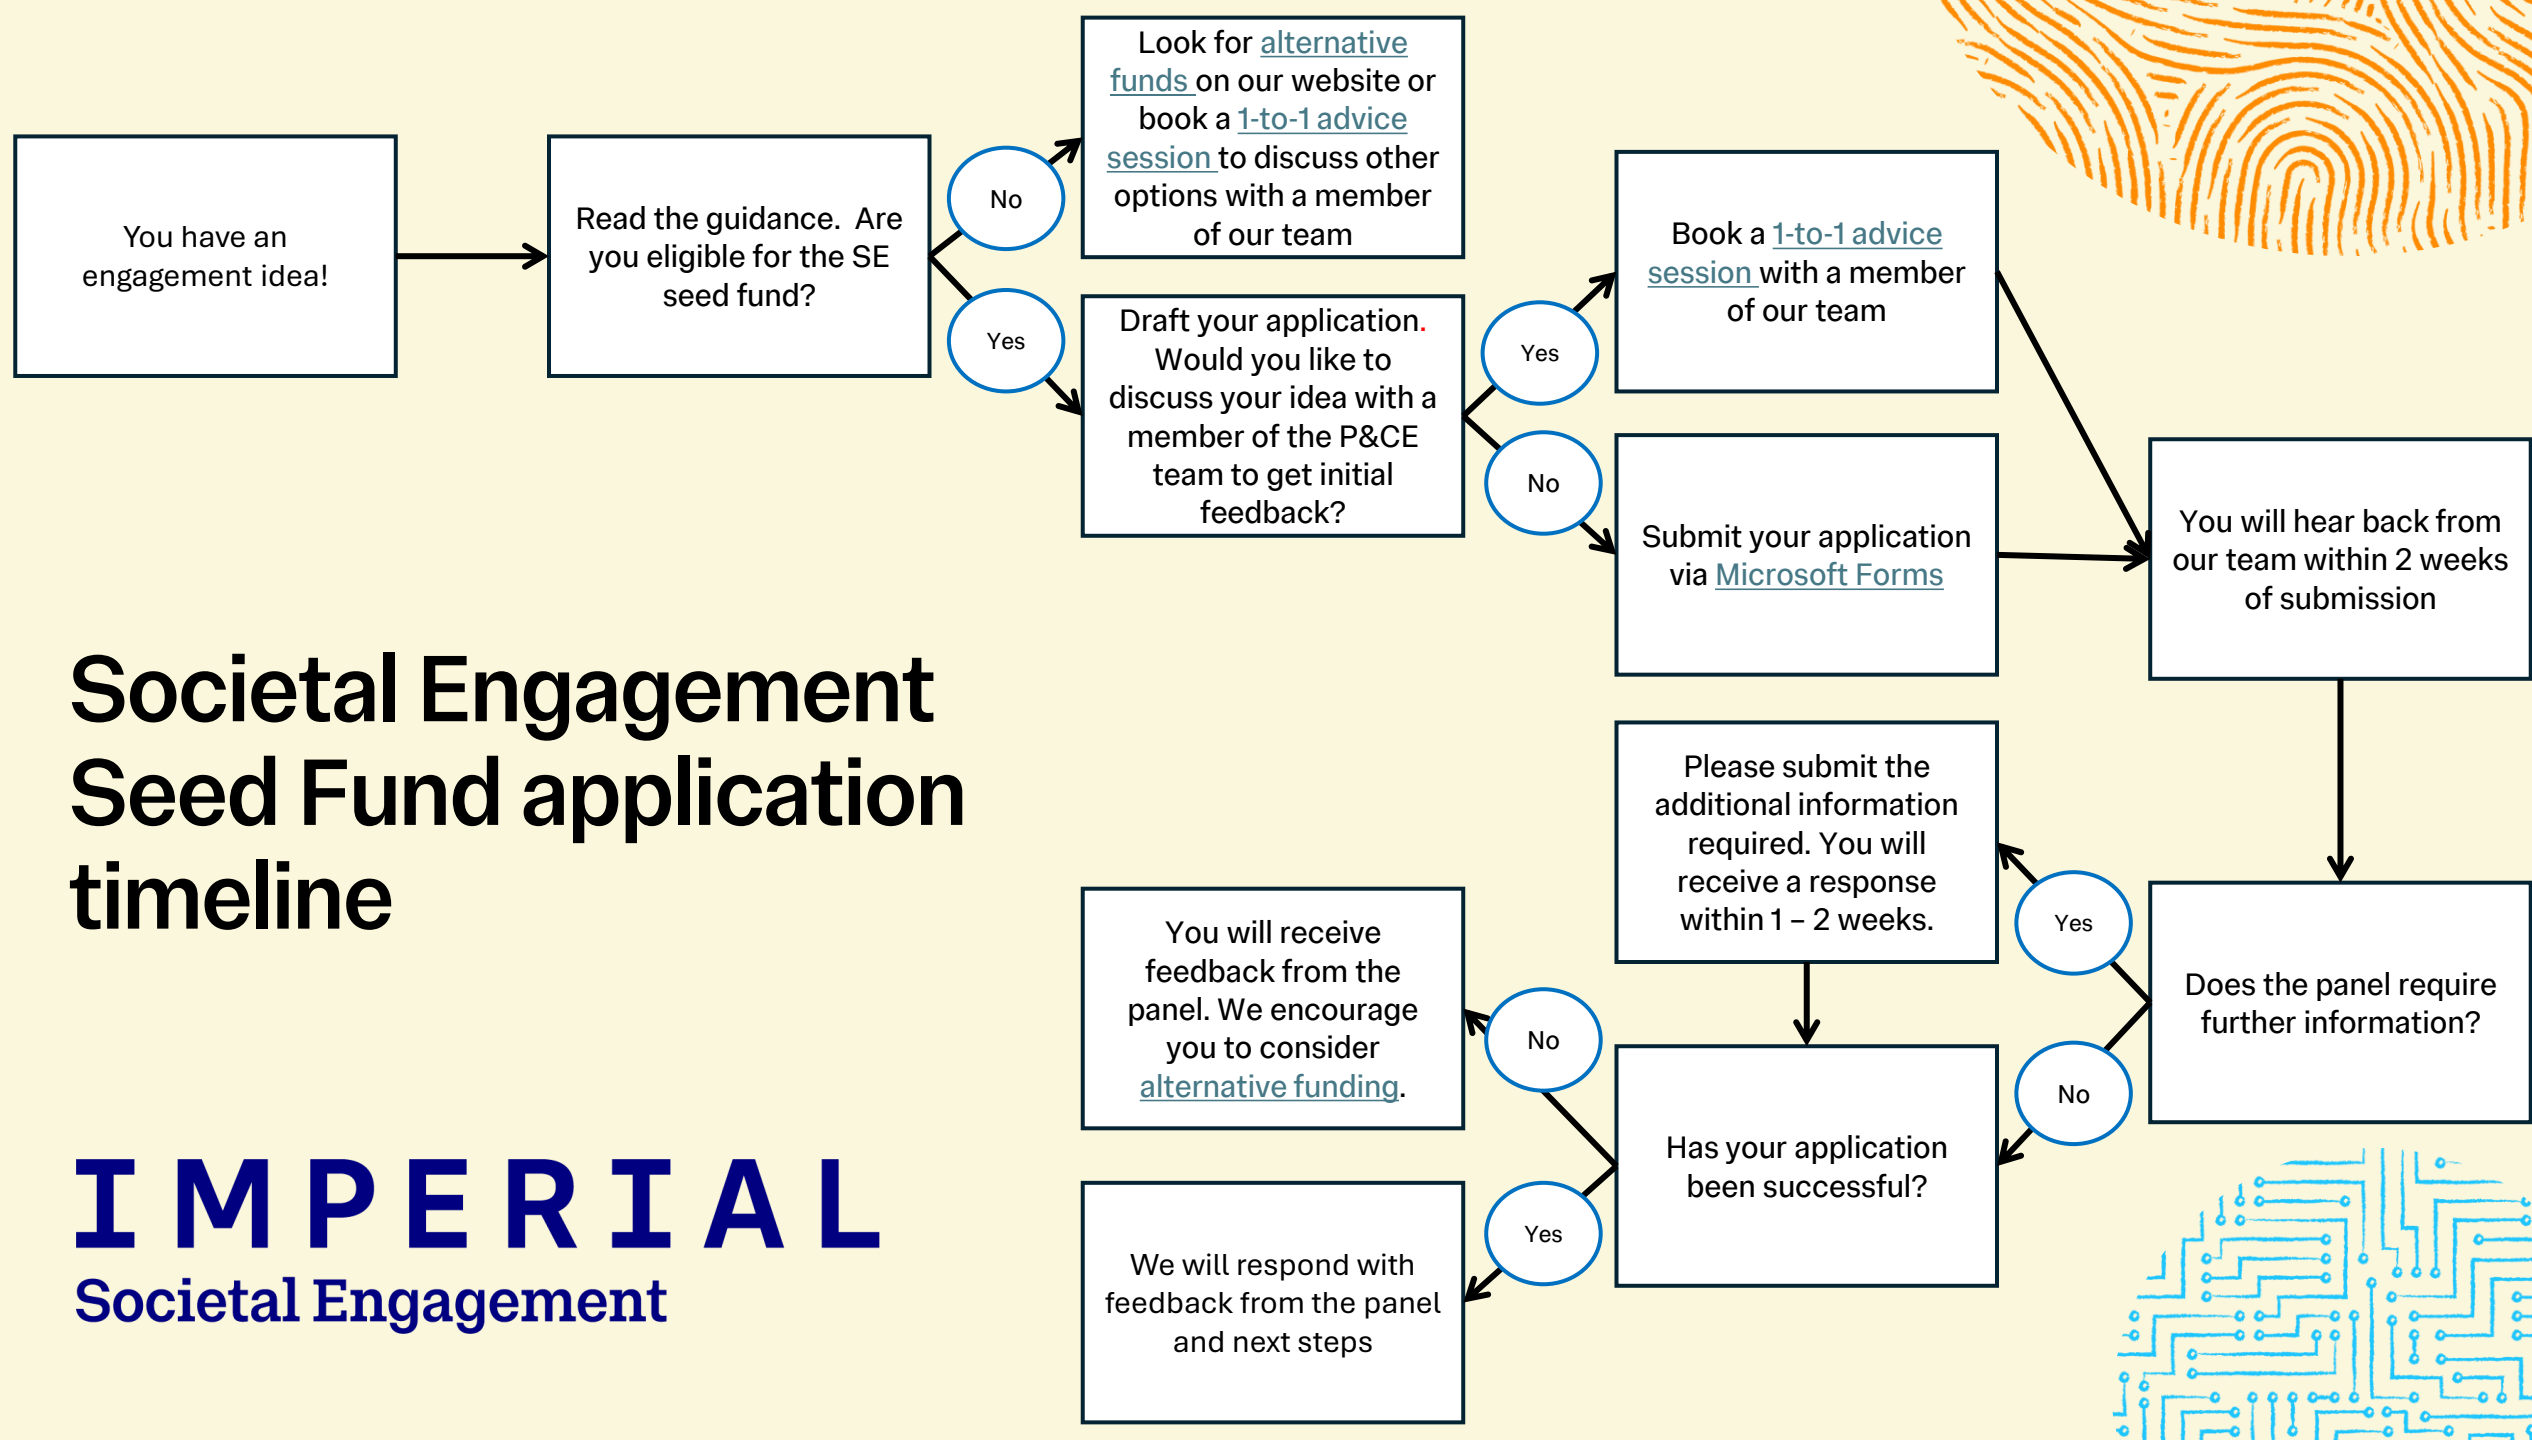 You have an
engagement idea!
Read the guidance.  Are
you eligible for the SE
seed fund?
No
Yes
Look for alternative
funds on our website or
book a 1-to-1 advice
session to discuss other
options with a member
of our team
Draft your application.
Would you like to
discuss your idea with a
member of the P&CE
team to get initial
feedback?
Yes
No
Book a 1-to-1 advice
session with a member
of our team
Submit your application
via Microsoft Forms
You will hear back from
our team within 2 weeks
of submission
Does the panel require
further information?
Yes
No
Please submit the
additional information
required. You will
receive a response
within 1 – 2 weeks.
Has your application
been successful?
No
Yes
You will receive
feedback from the
panel. We encourage
you to consider
alternative funding.
We will respond with
feedback from the panel
and next steps
Societal Engagement
Seed Fund application
timeline
IMPERIAL
Societal Engagement